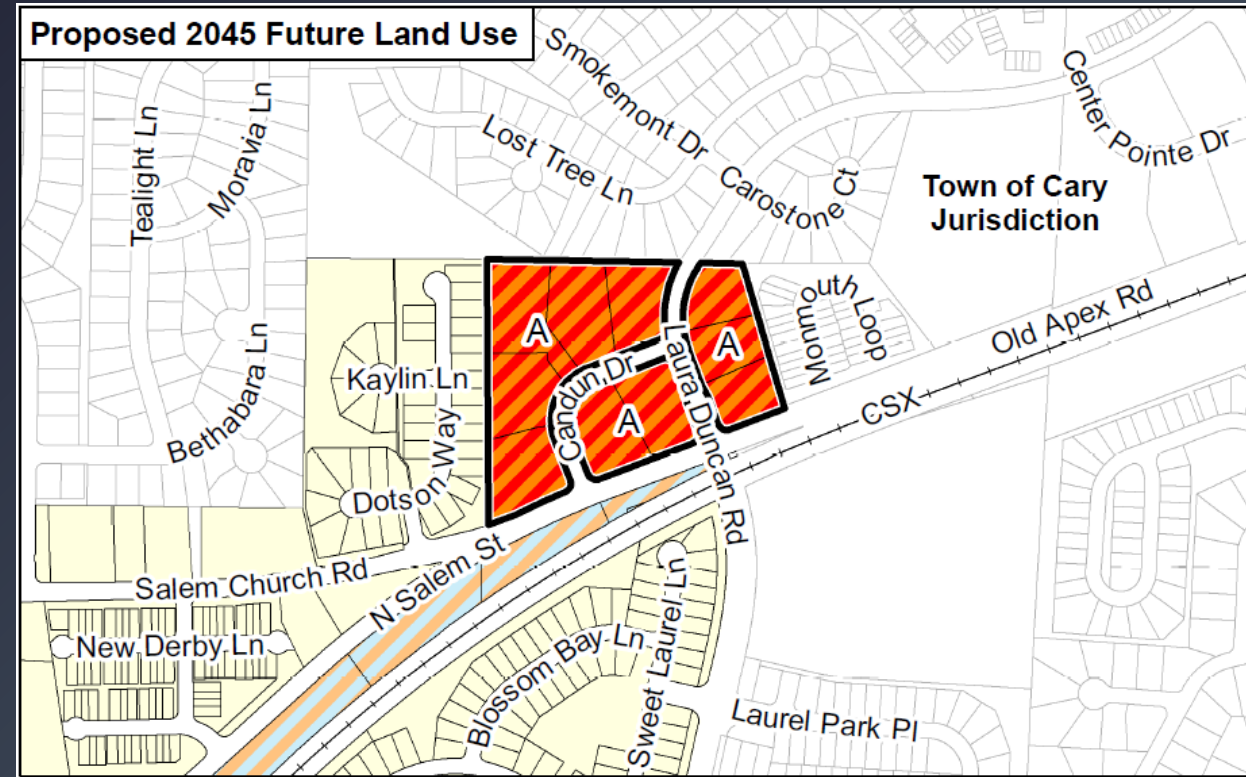 Proposed 2045 Future Land Use
Smokemont Dr
Center Pointe Dr
Tealight Ln
Moravia Ln
Lost Tree Ln
Carostone Ct
Town of Cary
Jurisdiction
A
A
A
Mommouth Loop
Old Apex Rd
CSX
Kaylin Ln
Candun Dr
Laura Duncan Rd
Bethabara Ln
Dotson Way
Salem Church Rd
N Salem St
New Derby Ln
Blossom Bay Ln
Sweet Laurel Ln
Laurel Park Pl